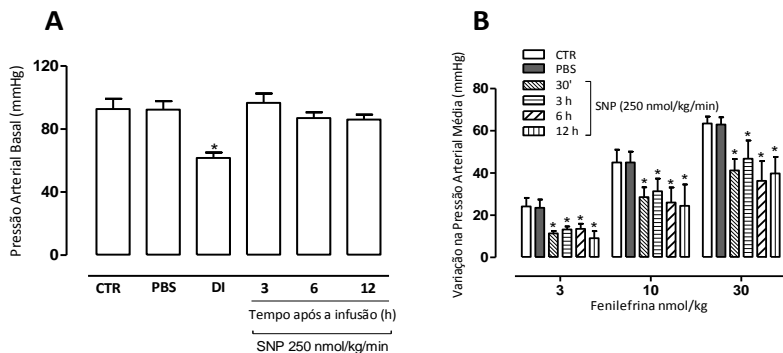 A
Pressão Arterial Basal (mmHg)
120
80
40
0
*
CTR PBS DI 3 6 12
Tempo após a infusão (h)
SNP 250 nmol/kg/min
B
CTR
PBS
30'
3 h
6 h
12 h
SNP (250 nmol/kg/min)
Variação na Pressão Arterial Média (mmHg)
80
60
40
20
0
* * * *
* * * *
* * * *
3 10 30
Fenilefrina nmol/kg